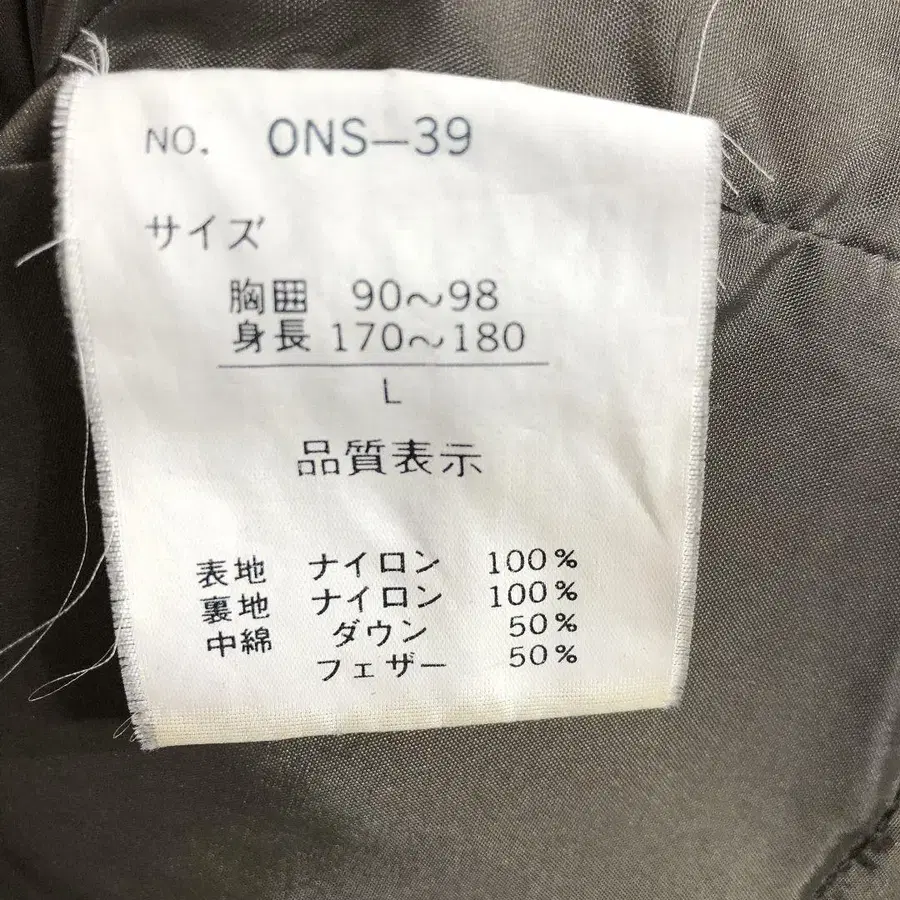 NO. ONS-39
サイズ
胸囲 90~98
身長 170~180
L
品質表示
表地 ナイロン 100%
裏地 ナイロン 100%
中綿 ダウン 50%
フェザー 50%